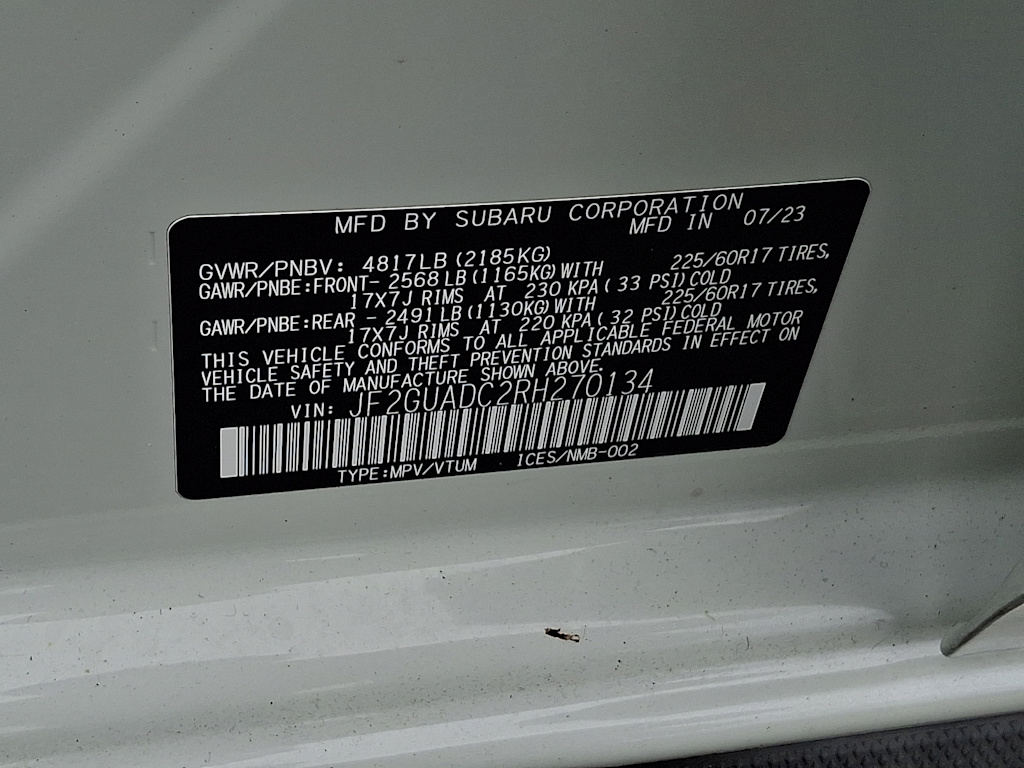 MFD BY SUBARU CORPORATION
MFD IN 07/23
GVWR/PNBV: 4817LB (2185KG)
GAWR/PNBE:FRONT- 2568 LB (1165KG) WITH 225/60R17 TIRES,
17X7J RIMS AT 230 KPA ( 33 PSI) COLD
GAWR/PNBE:REAR - 2491 LB (1130KG) WITH 225/60R17 TIRES,
17X7J RIMS AT 220 KPA ( 32 PSI) COLD
THIS VEHICLE CONFORMS TO ALL APPLICABLE FEDERAL MOTOR
VEHICLE SAFETY AND THEFT PREVENTION STANDARDS IN EFFECT ON
THE DATE OF MANUFACTURE SHOWN ABOVE.
VIN: JF2GUADC2RH270134
TYPE:MPV/VTUM ICES/NMB-002